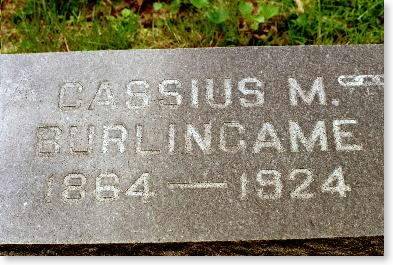 CASSIUS M.
BURLINGAME
1864 — 1924